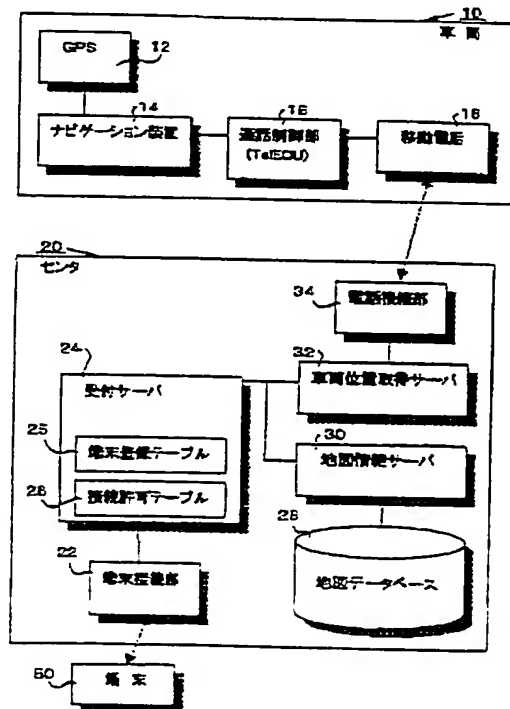 10
車両
GPS
12
14
ナビゲーション装置
16
通話制御部
(TelECU)
18
移動電話
20
センタ
34
電話接続部
24
32
受付サーバ
車両位置取得サーバ
25
端末登録テーブル
30
地図情報サーバ
26
接続許可テーブル
28
22
端末接続部
地図データベース
50
端末